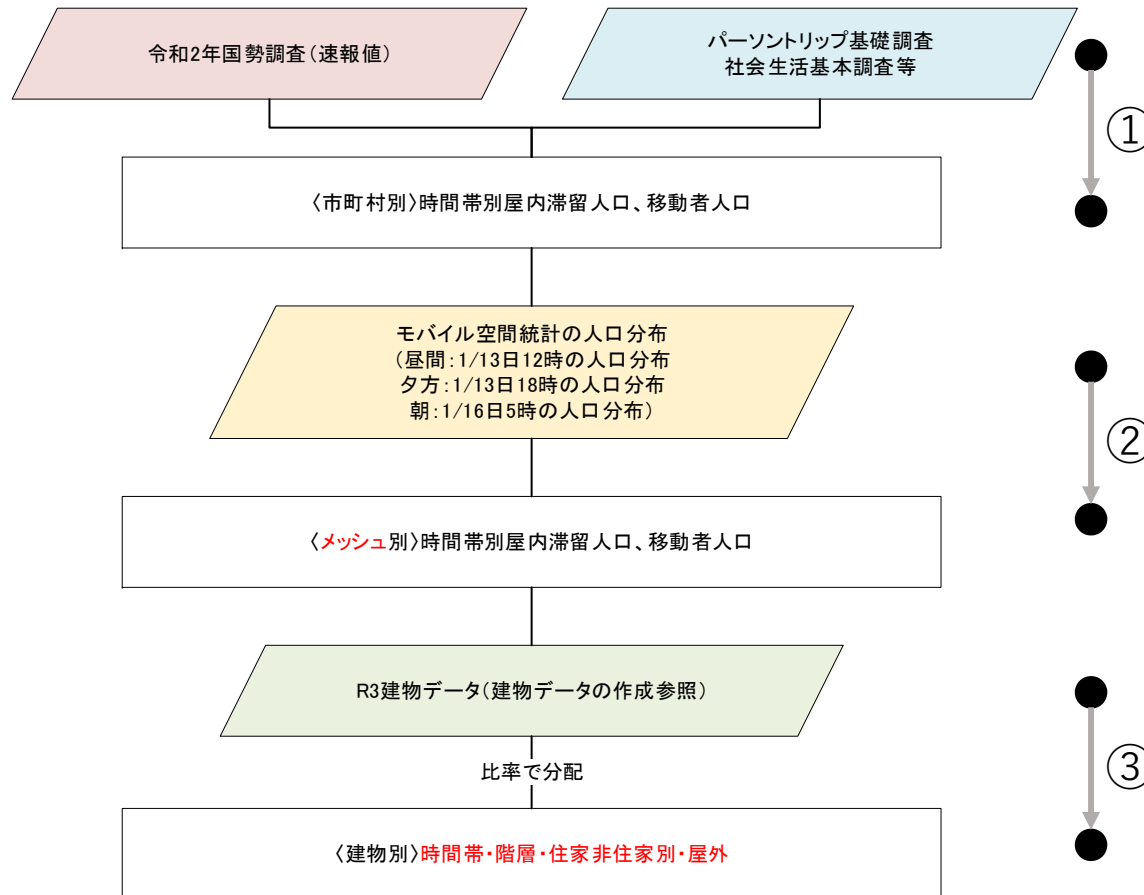 令和2年国勢調査(速報値)
パーソントリップ基礎調査
社会生活基本調査等
①
〈市町村別〉時間帯別屋内滞留人口、移動者人口
モバイル空間統計の人口分布
(昼間:1/13日12時の人口分布
夕方:1/13日18時の人口分布
朝:1/16日5時の人口分布)
②
〈メッシュ別〉時間帯別屋内滞留人口、移動者人口
R3建物データ(建物データの作成参照)
比率で分配
③
〈建物別〉時間帯・階層・住家非住家別・屋外